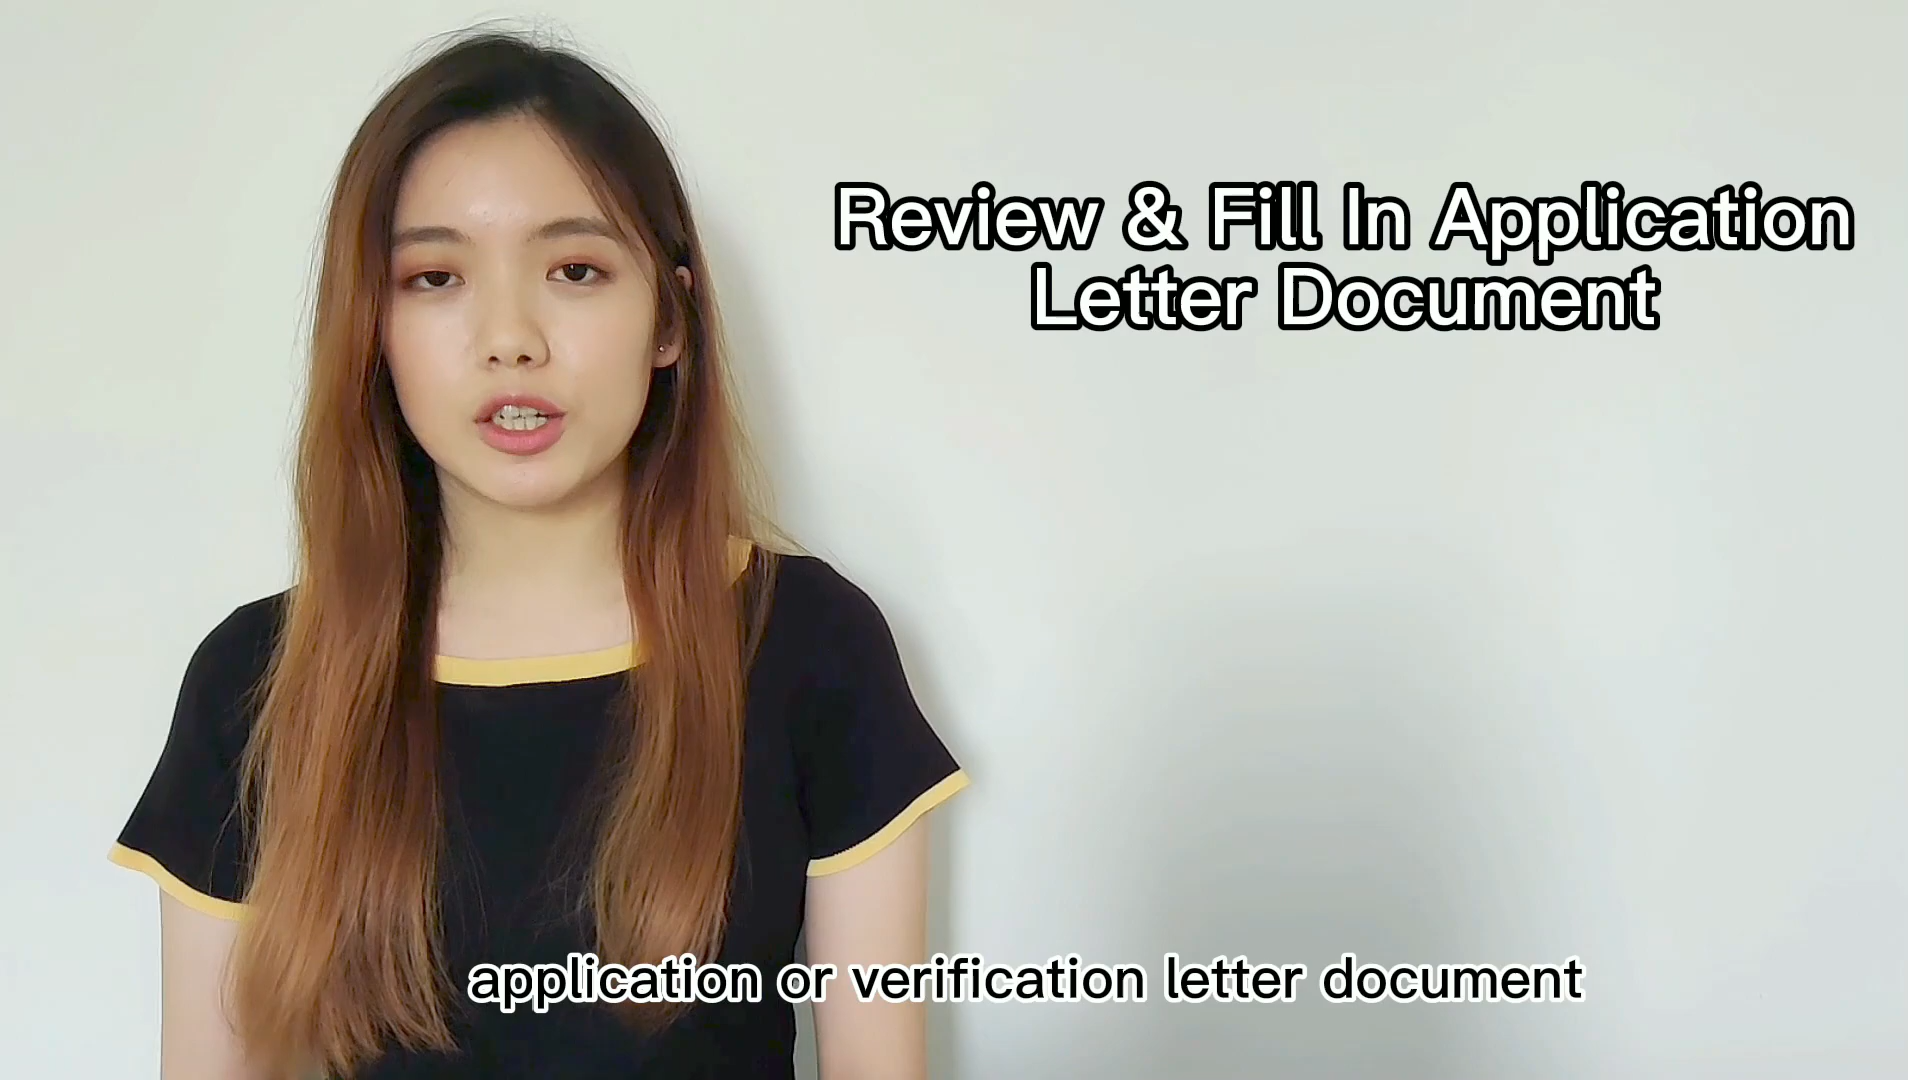 Review & Fill In Application
Letter Document
application or verification letter document